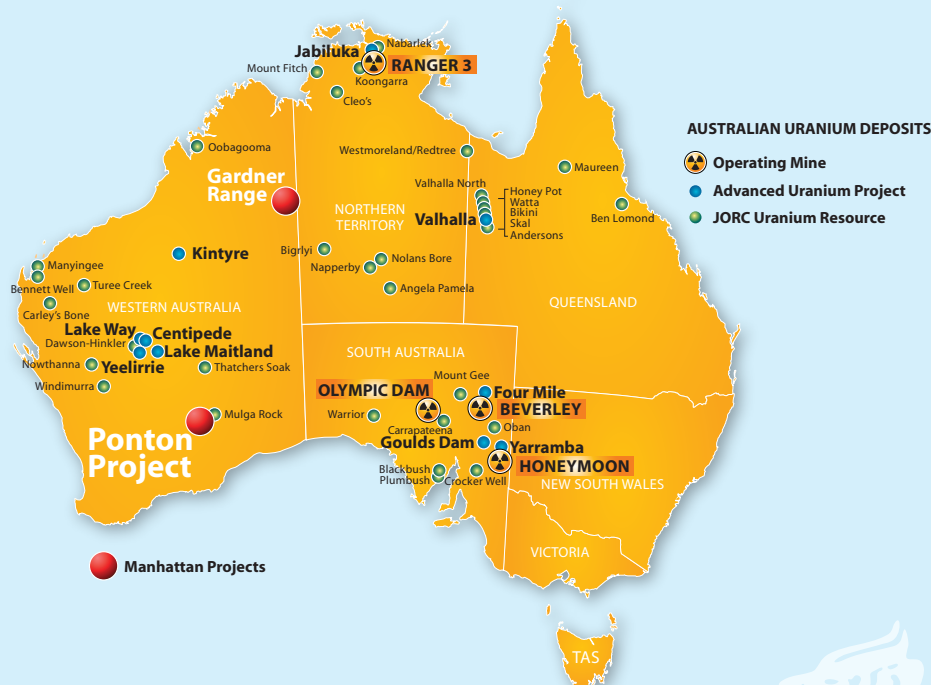 Nabarlek
Jabiluka
RANGER 3
Mount Fitch
Koongarra
Cleo's
AUSTRALIAN URANIUM DEPOSITS
Operating Mine
Advanced Uranium Project
JORC Uranium Resource
Oobagooma
Westmoreland/Redtree
Maureen
Gardner
Range
Valhalla North
Honey Pot
Watta
Bikini
Skal
Andersons
Valhalla
Ben Lomond
NORTHERN
TERRITORY
Kintyre
Bigrlyi
Nolans Bore
Napperby
Manyingee
Bennett Well
Turee Creek
Angela Pamela
Carley's Bone
WESTERN AUSTRALIA
QUEENSLAND
Lake Way
Centipede
Dawson-Hinkler
Lake Maitland
Nowthanna
Yeelirrie
Thatchers Soak
Windimurra
SOUTH AUSTRALIA
Mount Gee
OLYMPIC DAM
Four Mile
BEVERLEY
Warrior
Mulga Rock
Carrapateena
Oban
Ponton
Project
Goulds Dam
Yarramba
HONEYMOON
Blackbush
Plumbush
Crocker Well
NEW SOUTH WALES
VICTORIA
Manhattan Projects
TAS